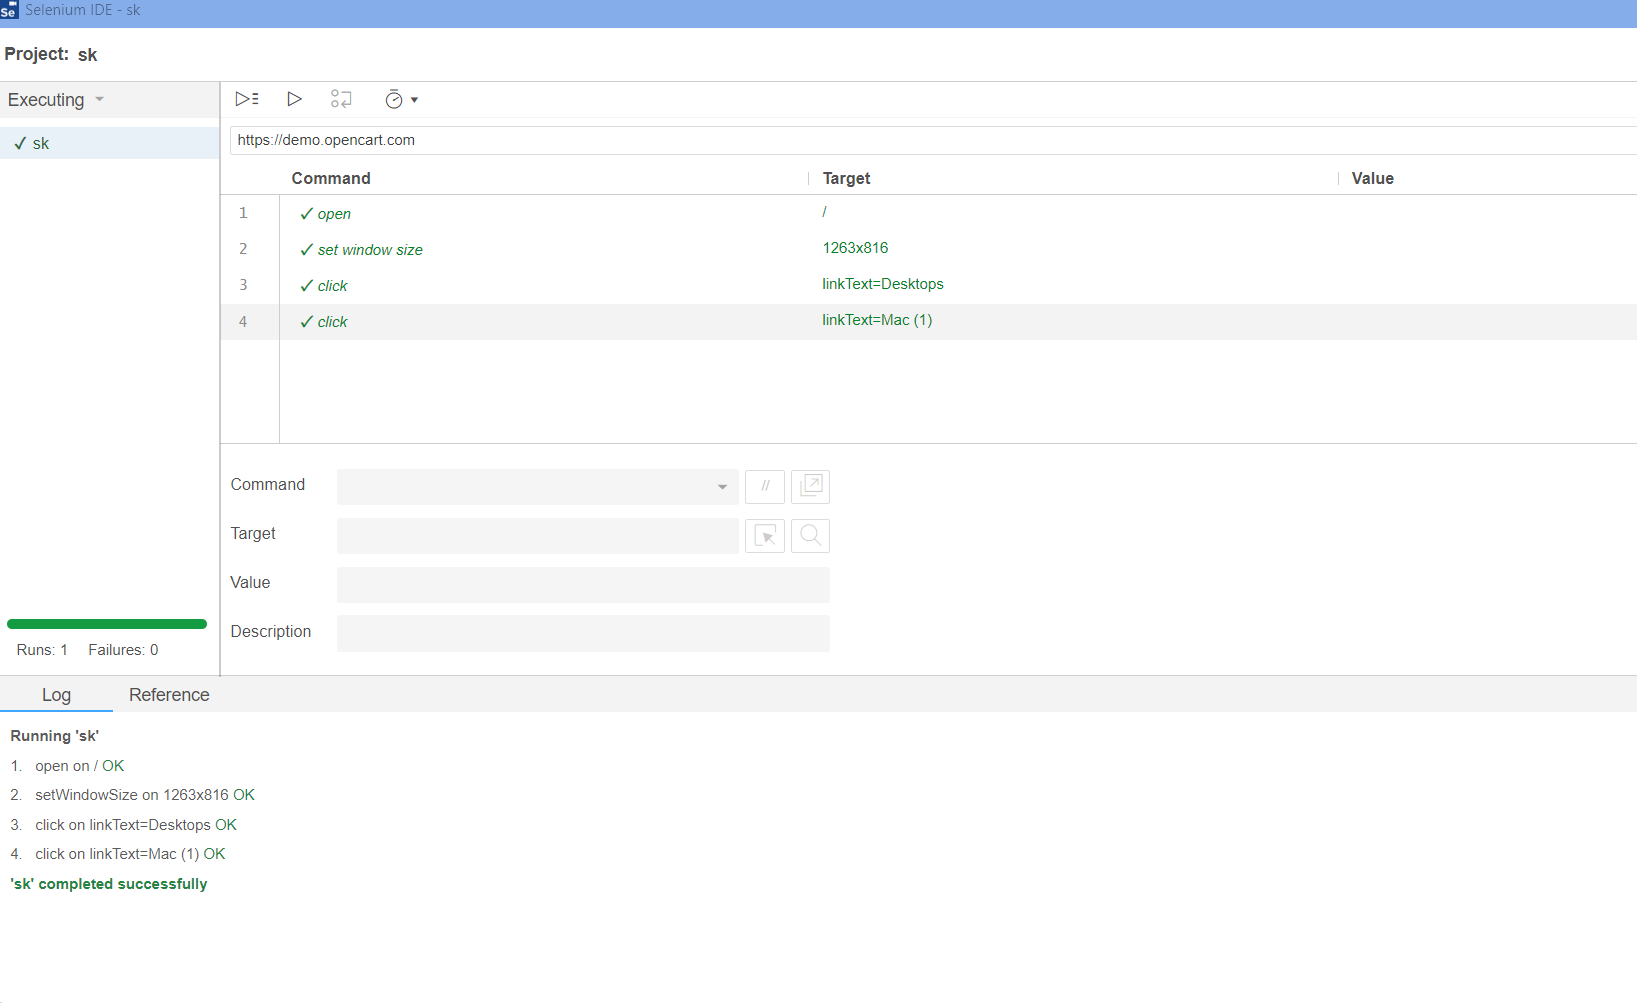 Se Selenium IDE - sk
Project: sk
Executing
✓ sk
https://demo.opencart.com
Command Target Value
1 ✓ open /
2 ✓ set window size 1263x816
3 ✓ click linkText=Desktops
4 ✓ click linkText=Mac (1)
Command //
Target
Value
Description
Runs: 1 Failures: 0
Log Reference
Running 'sk'
1. open on / OK
2. setWindowSize on 1263x816 OK
3. click on linkText=Desktops OK
4. click on linkText=Mac (1) OK
'sk' completed successfully